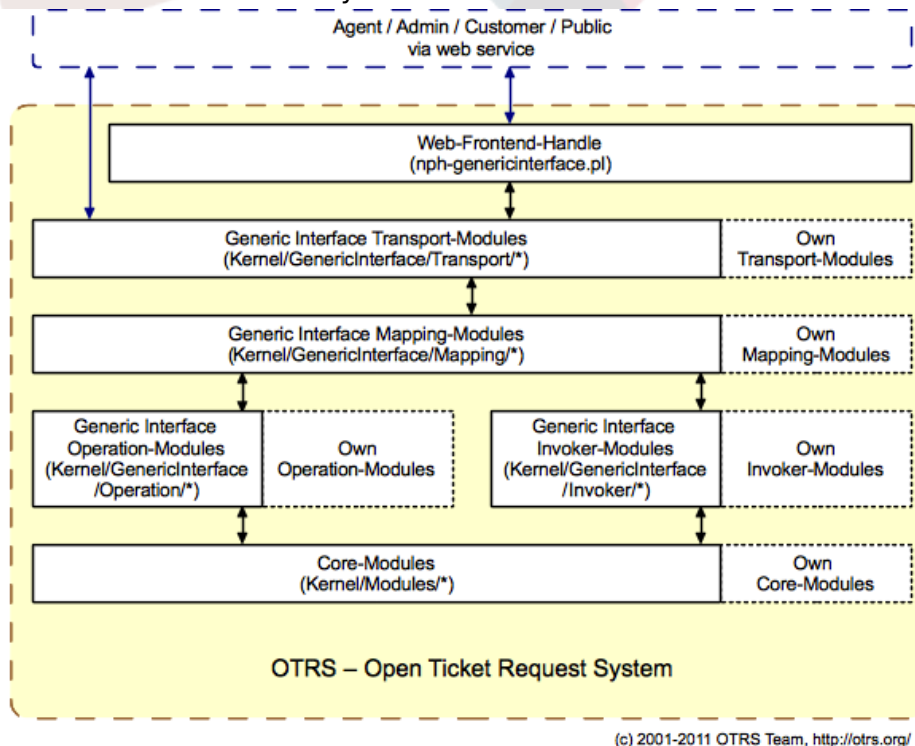 Agent / Admin / Customer / Public
via web service
Web-Frontend-Handle
(nph-genericinterface.pl)
Generic Interface Transport-Modules
(Kernel/GenericInterface/Transport/*)
Own
Transport-Modules
Generic Interface Mapping-Modules
(Kernel/GenericInterface/Mapping/*)
Own
Mapping-Modules
Generic Interface
Operation-Modules
(Kernel/GenericInterface
/Operation/*)
Own
Operation-Modules
Generic Interface
Invoker-Modules
(Kernel/GenericInterface
/Invoker/*)
Own
Invoker-Modules
Core-Modules
(Kernel/Modules/*)
Own
Core-Modules
OTRS – Open Ticket Request System
(c) 2001-2011 OTRS Team, http://otrs.org/